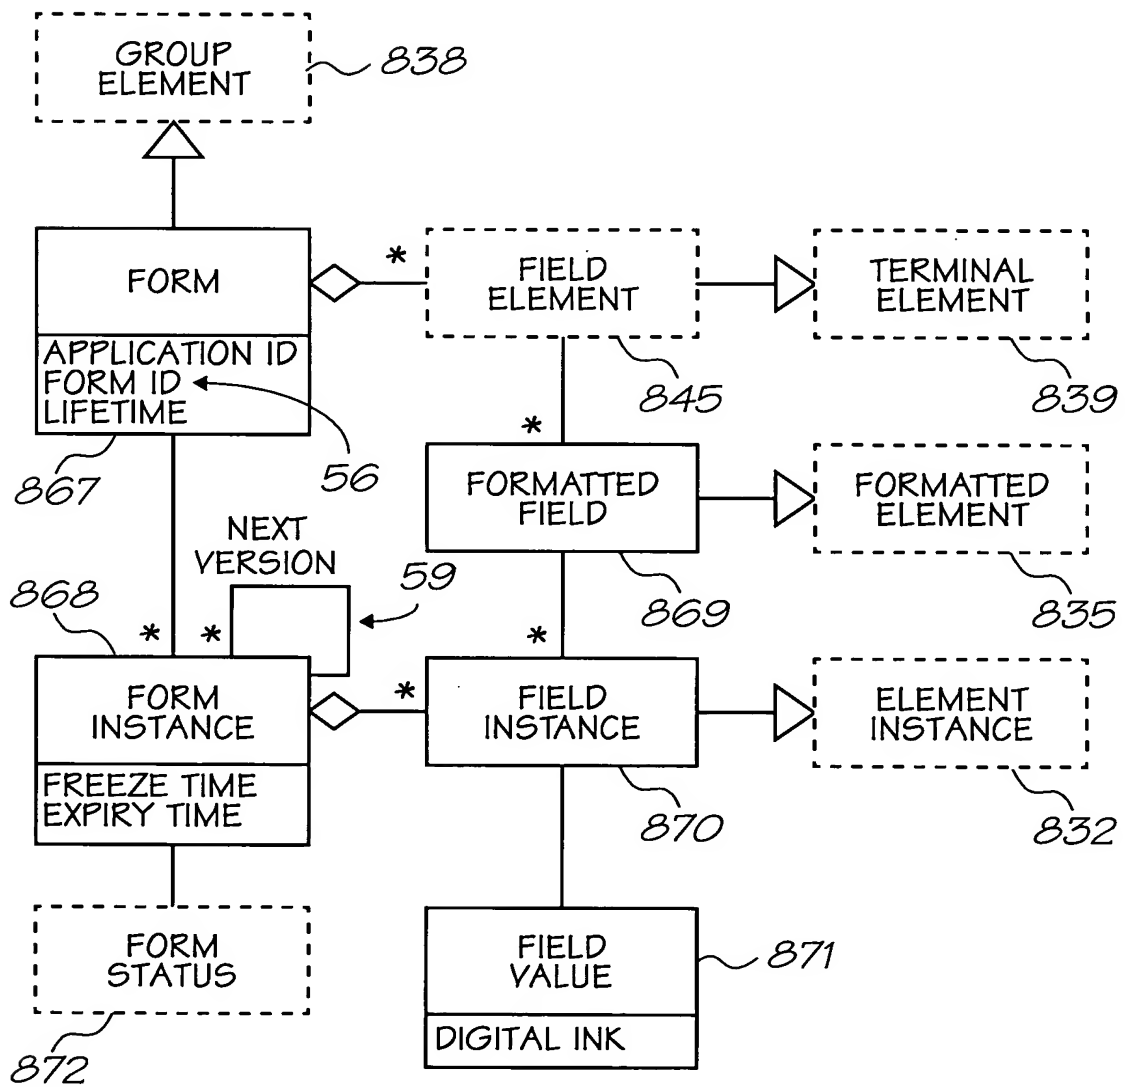 GROUP
ELEMENT
838
FORM
APPLICATION ID
FORM ID
LIFETIME
867
56
*
FIELD
ELEMENT
845
TERMINAL
ELEMENT
839
*
FORMATTED
FIELD
869
FORMATTED
ELEMENT
835
NEXT
VERSION
59
868
*
*
FORM
INSTANCE
FREEZE TIME
EXPIRY TIME
*
*
FIELD
INSTANCE
870
ELEMENT
INSTANCE
832
FORM
STATUS
872
FIELD
VALUE
DIGITAL INK
871